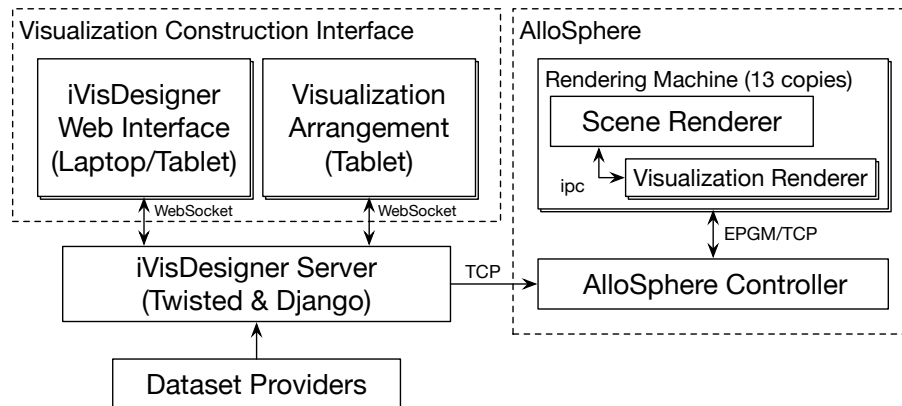 Visualization Construction Interface
iVisDesigner
Web Interface
(Laptop/Tablet)
Visualization
Arrangement
(Tablet)
WebSocket
WebSocket
iVisDesigner Server
(Twisted & Django)
Dataset Providers
TCP
AlloSphere
Rendering Machine (13 copies)
Scene Renderer
ipc
Visualization Renderer
EPGM/TCP
AlloSphere Controller